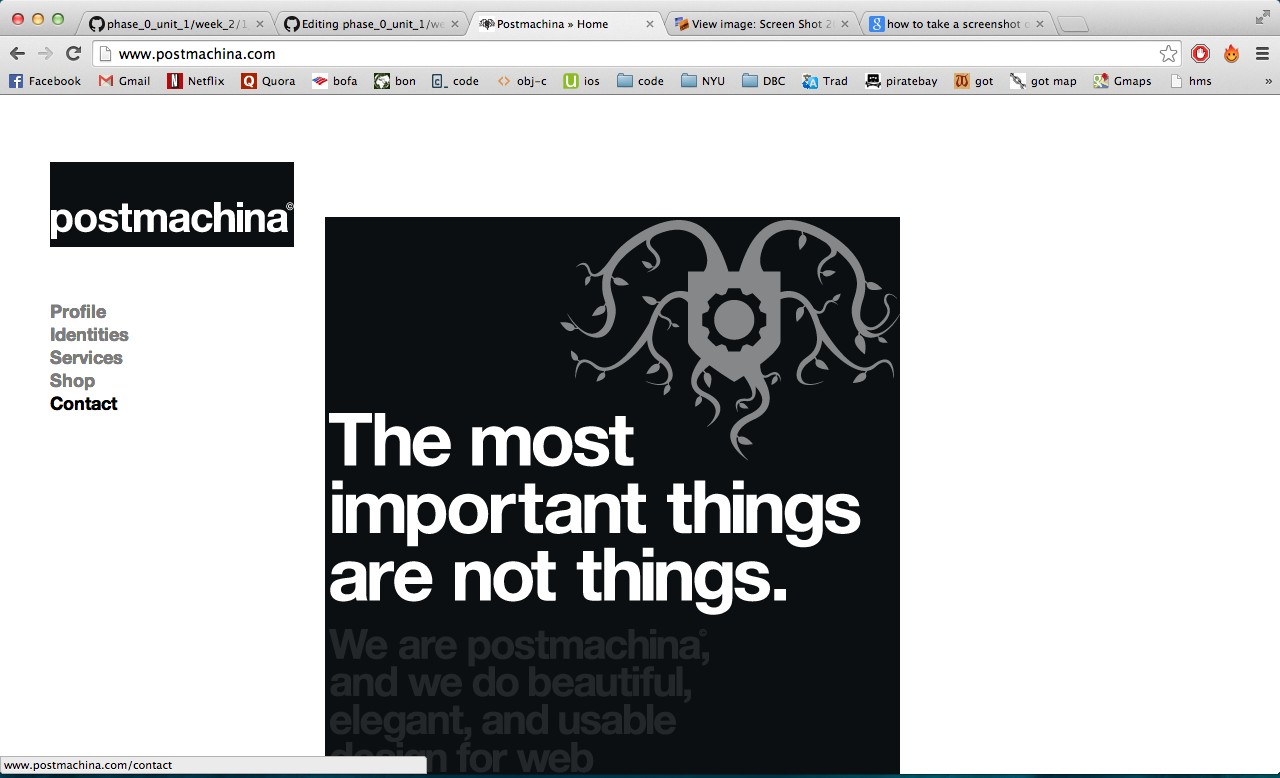 phase_0_unit_1/week_2/1
Editing phase_0_unit_1/we
Postmachina » Home
View image: Screen Shot 2
how to take a screenshot o
www.postmachina.com
Facebook
Gmail
Netflix
Quora
bofa
bon
code
obj-c
ios
code
NYU
DBC
Trad
piratebay
got
got map
Gmaps
hms
»
postmachina©
Profile
Identities
Services
Shop
Contact
The most
important things
are not things.
We are postmachina©,
and we do beautiful,
elegant, and usable
design for web
www.postmachina.com/contact